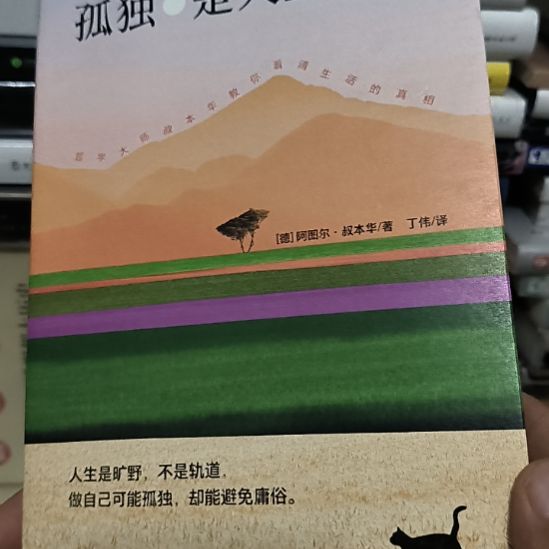 孤独·是人
哲学大师叔本华教你看清生活的真相
[德]阿图尔·叔本华/著 丁伟/译
人生是旷野，不是轨道，
做自己可能孤独，却能避免庸俗。